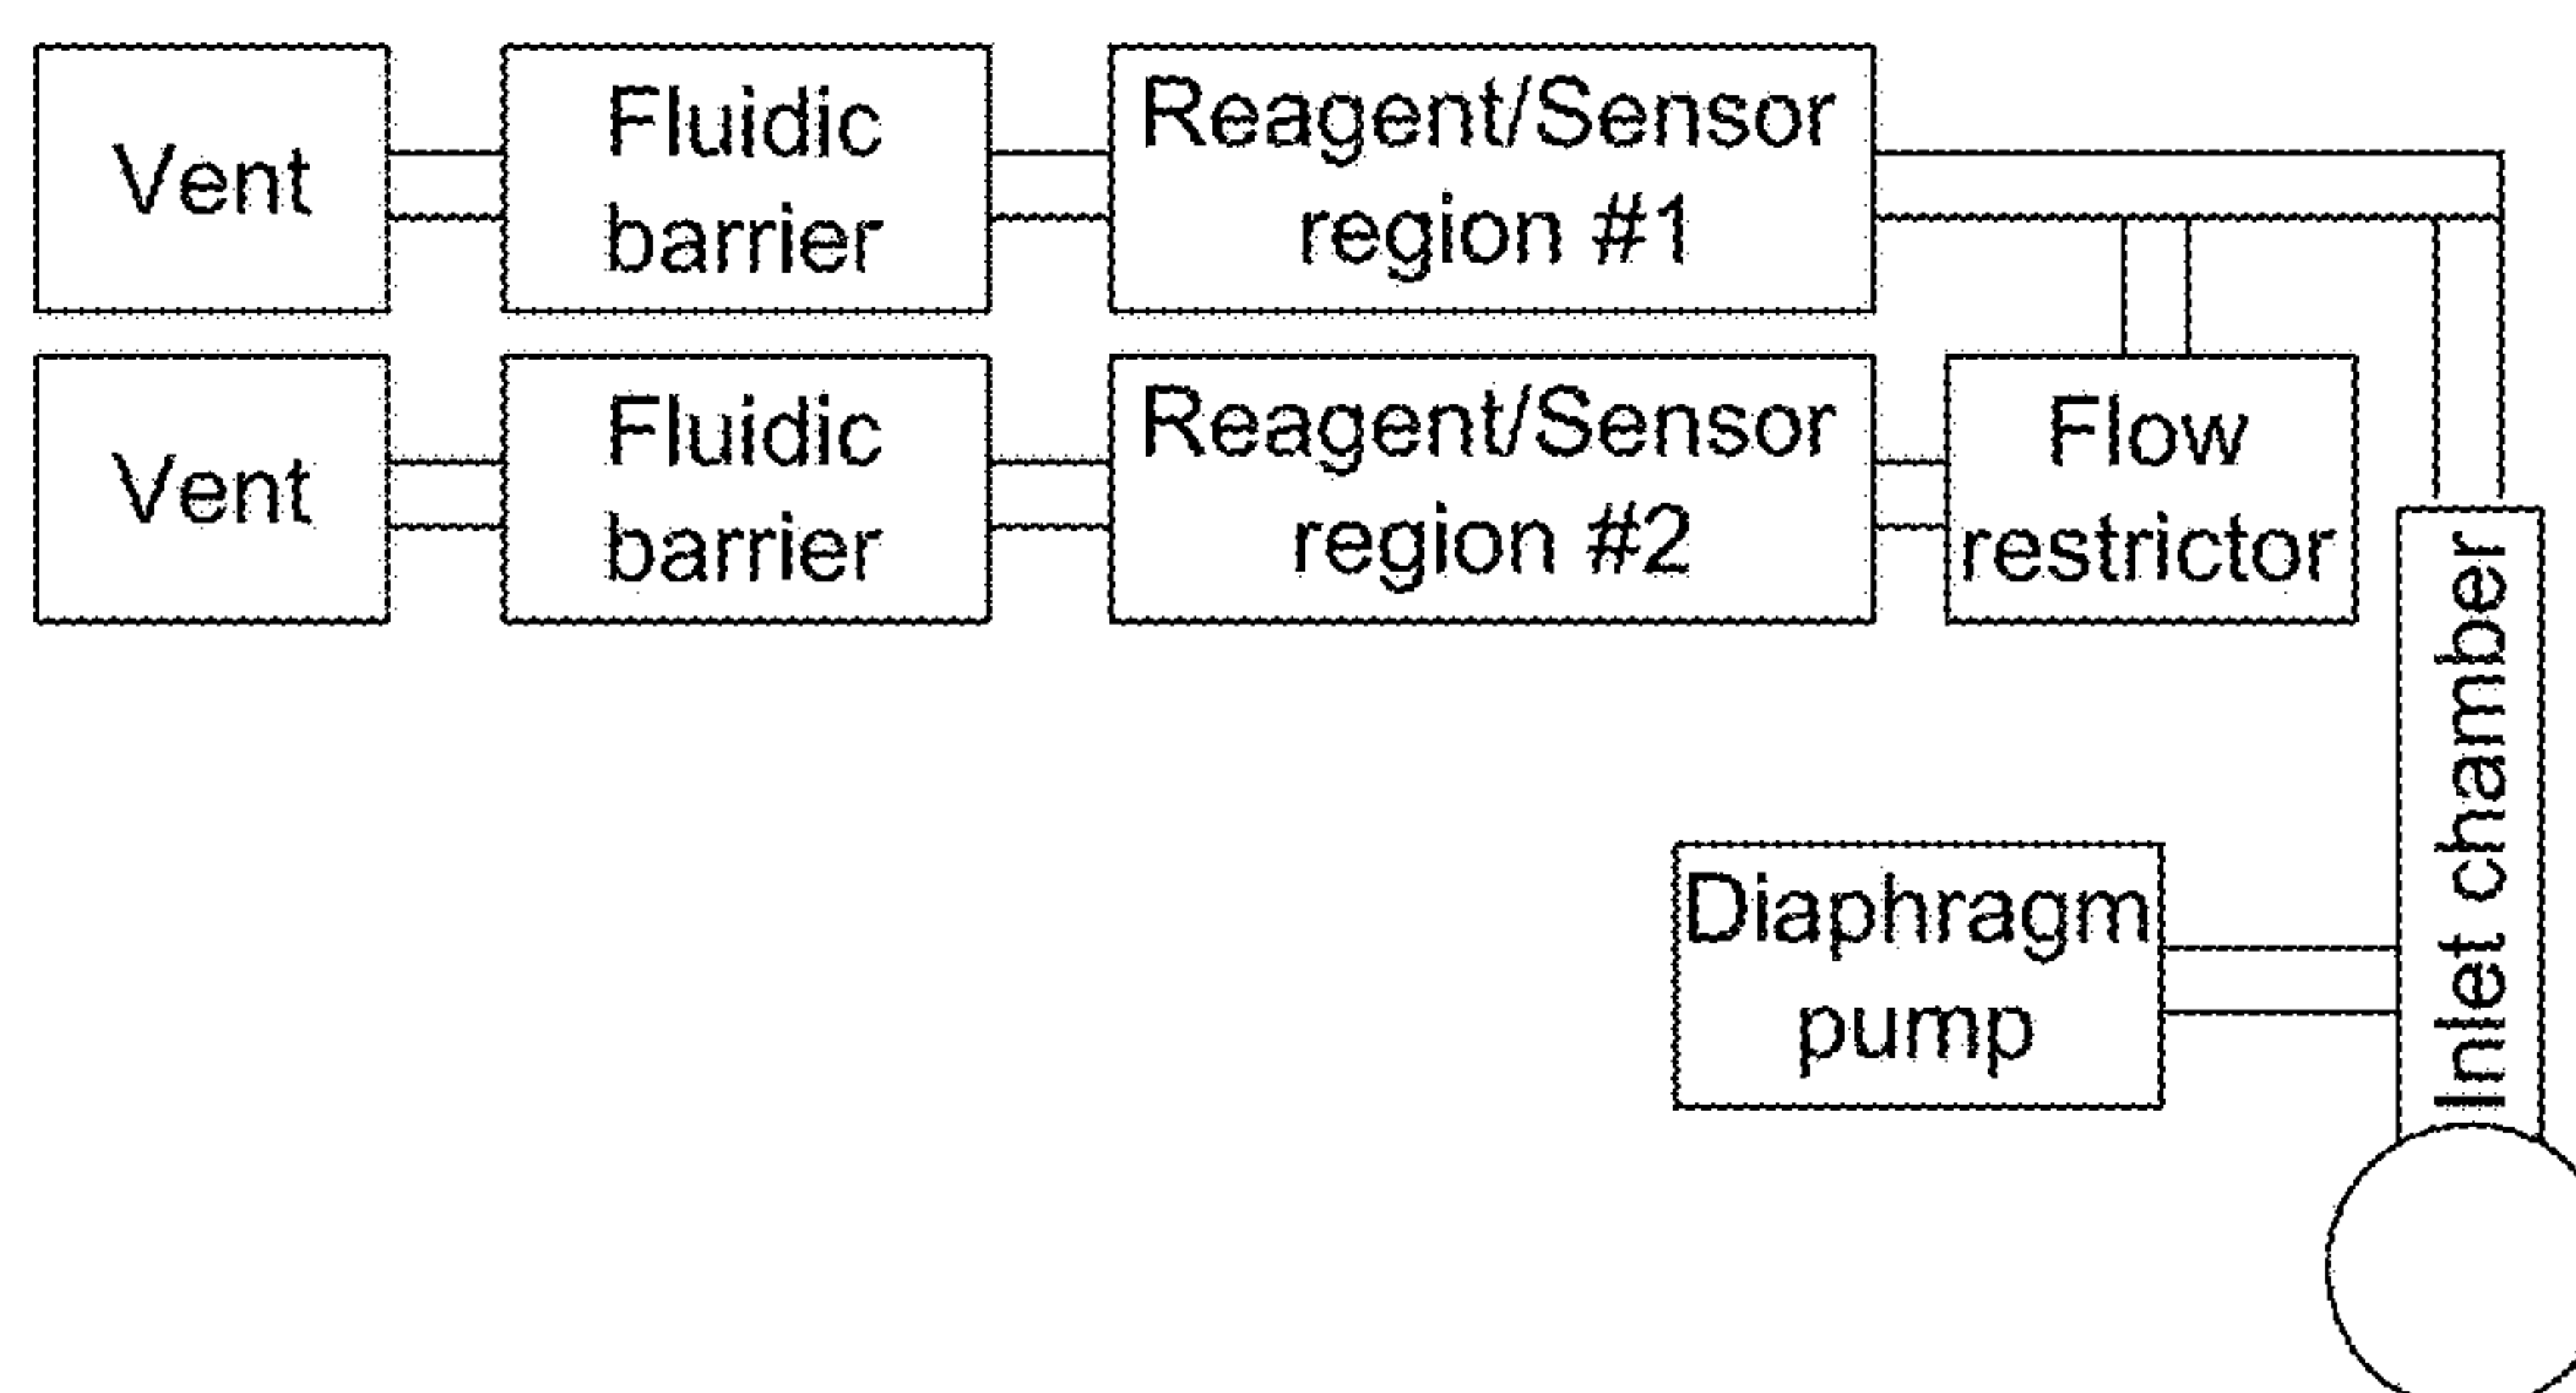 Vent
Fluidic
barrier
Reagent/Sensor
region #1
Vent
Fluidic
barrier
Reagent/Sensor
region #2
Flow
restrictor
Inlet chamber
Diaphragm
pump